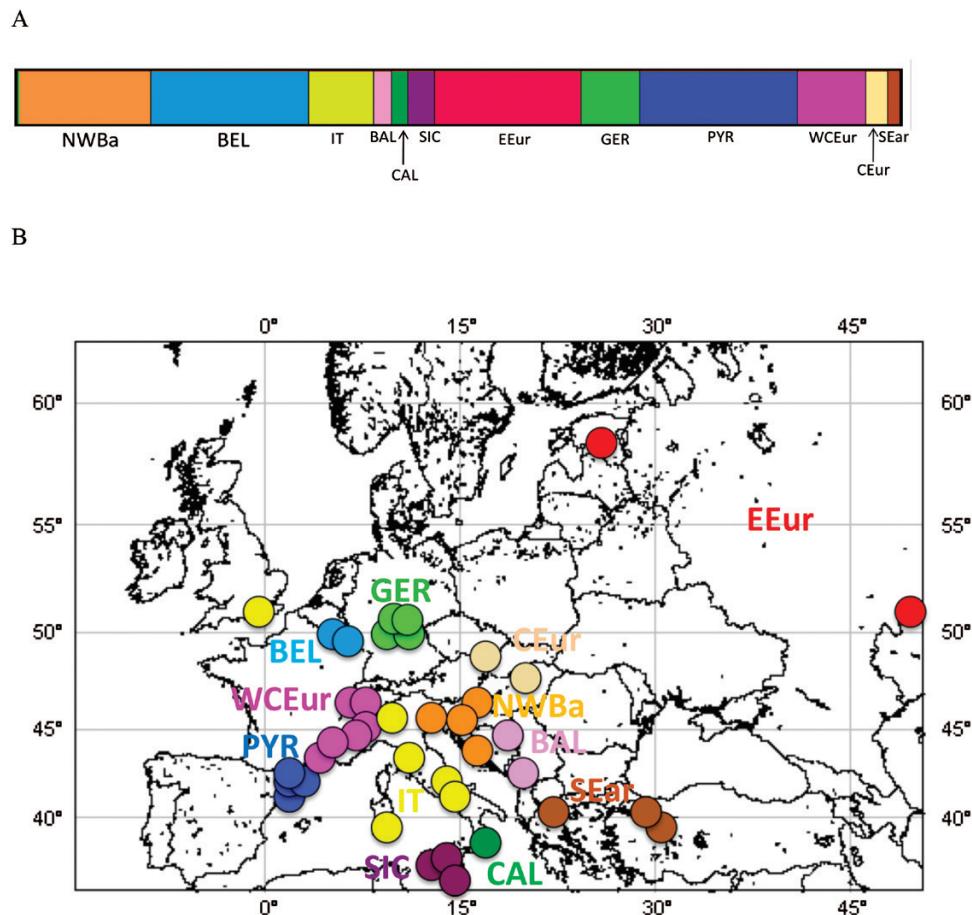 A
NWBa BEL IT BAL SIC EEur GER PYR WCEur SEar
CAL CEur
B
0° 15° 30° 45°
60° 60°
EEur
55° 55°
GER
50° 50°
BEL CEur
WCEur NWBa
45° 45°
PYR BAL
IT SEar
40° 40°
SIC CAL
0° 15° 30° 45°